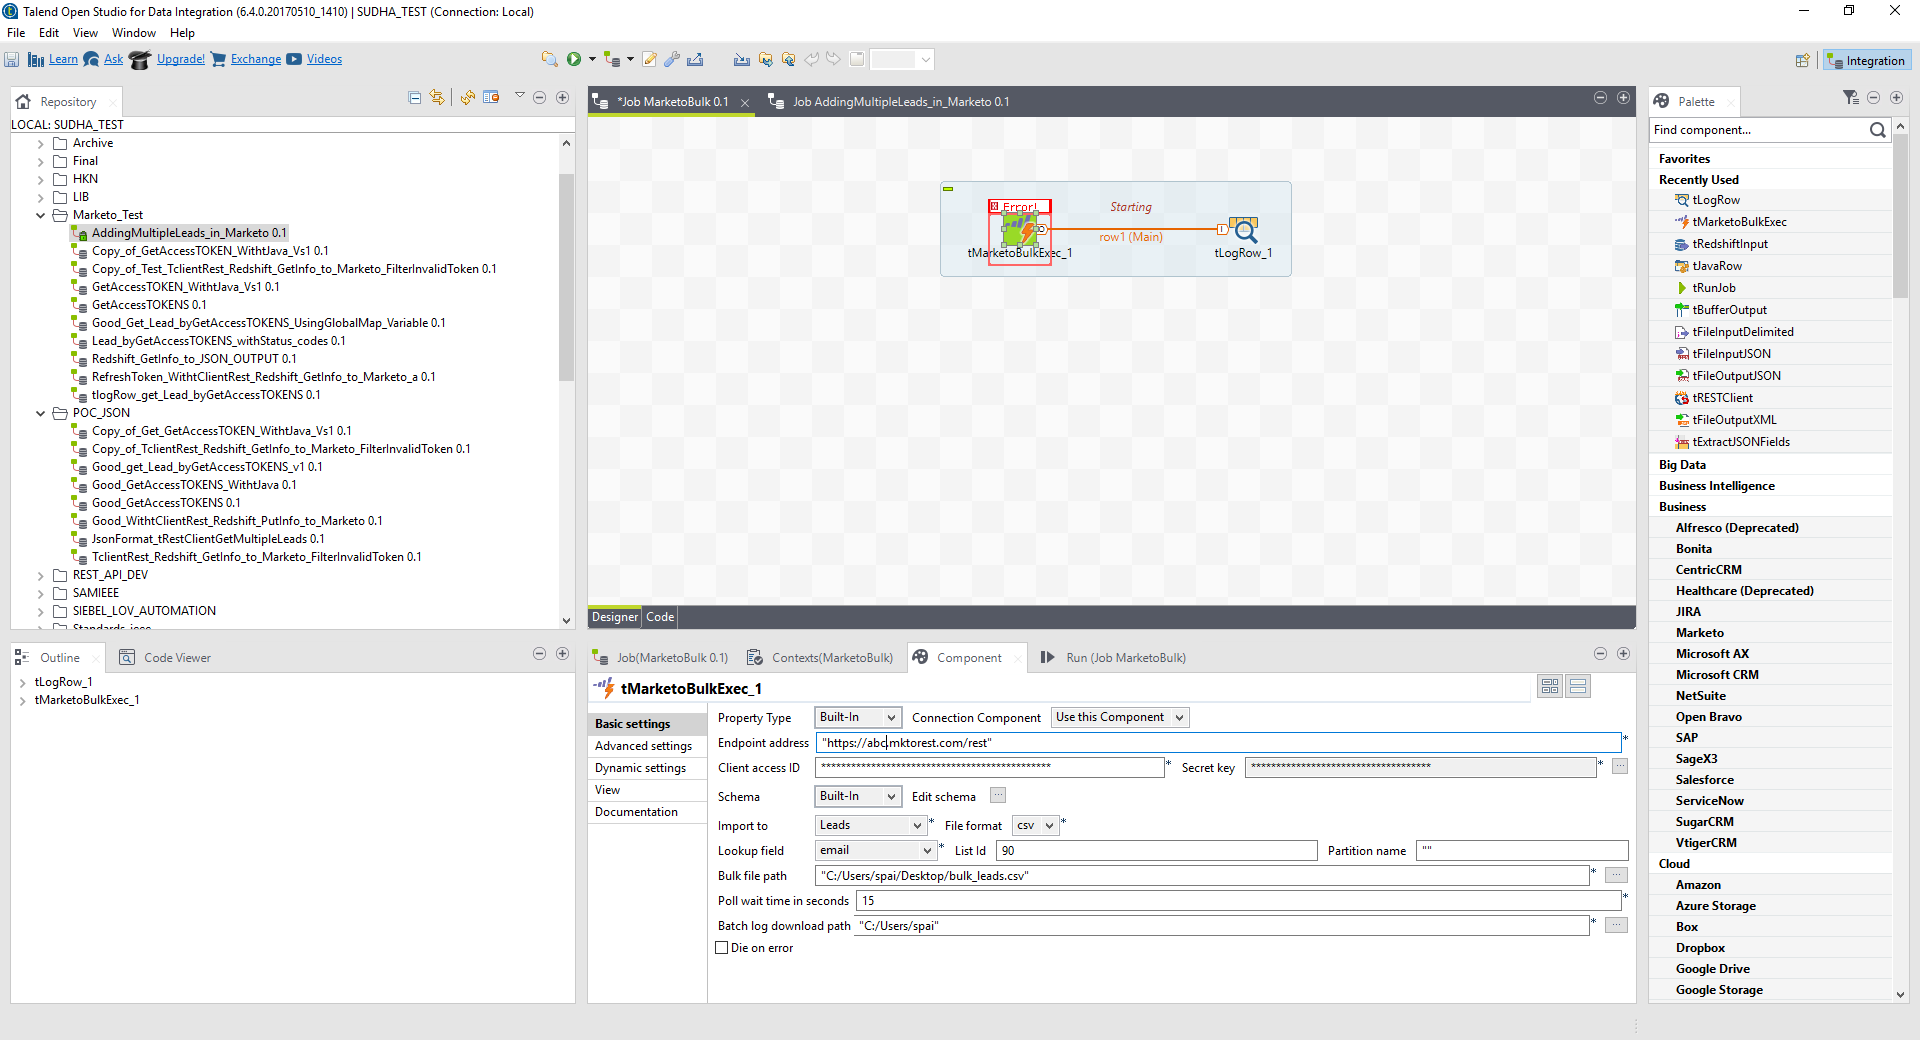 Talend Open Studio for Data Integration (6.4.0.20170510_1410) | SUDHA_TEST (Connection: Local)
File Edit View Window Help
Learn Ask Upgrade! Exchange Videos
Integration
Repository
LOCAL: SUDHA_TEST
Archive
Final
HKN
LIB
Marketo_Test
AddingMultipleLeads_in_Marketo 0.1
Copy_of_GetAccessTOKEN_WithtJava_Vs1 0.1
Copy_of_Test_TclientRest_Redshift_GetInfo_to_Marketo_FilterInvalidToken 0.1
GetAccessTOKEN_WithtJava_Vs1 0.1
GetAccessTOKENS 0.1
Good_Get_Lead_byGetAccessTOKENS_UsingGlobalMap_Variable 0.1
Lead_byGetAccessTOKENS_withStatus_codes 0.1
Redshift_GetInfo_to_JSON_OUTPUT 0.1
RefreshToken_WithtClientRest_Redshift_GetInfo_to_Marketo_a 0.1
tlogRow_get_Lead_byGetAccessTOKENS 0.1
POC_JSON
Copy_of_Get_GetAccessTOKEN_WithtJava_Vs1 0.1
Copy_of_TclientRest_Redshift_GetInfo_to_Marketo_FilterInvalidToken 0.1
Good_get_Lead_byGetAccessTOKENS_v1 0.1
Good_GetAccessTOKENS_WithtJava 0.1
Good_GetAccessTOKENS 0.1
Good_WithtClientRest_Redshift_PutInfo_to_Marketo 0.1
JsonFormat_tRestClientGetMultipleLeads 0.1
TclientRest_Redshift_GetInfo_to_Marketo_FilterInvalidToken 0.1
REST_API_DEV
SAMIEEE
SIEBEL_LOV_AUTOMATION
Standards_ieee
Outline Code Viewer
tLogRow_1
tMarketoBulkExec_1
*Job MarketoBulk 0.1 Job AddingMultipleLeads_in_Marketo 0.1
Error!
Starting
row1 (Main)
tMarketoBulkExec_1
tLogRow_1
Designer Code
Job(MarketoBulk 0.1) Contexts(MarketoBulk) Component Run (Job MarketoBulk)
tMarketoBulkExec_1
Basic settings
Advanced settings
Dynamic settings
View
Documentation
Property Type Built-In Connection Component Use this Component
Endpoint address "https://abc.mktorest.com/rest" *
Client access ID ********************************************** * Secret key ************************************ * ...
Schema Built-In Edit schema ...
Import to Leads * File format csv *
Lookup field email * List Id 90 Partition name ""
Bulk file path "C:/Users/spai/Desktop/bulk_leads.csv" * ...
Poll wait time in seconds 15 *
Batch log download path "C:/Users/spai" * ...
Die on error
Palette
Find component...
Favorites
Recently Used
tLogRow
tMarketoBulkExec
tRedshiftInput
tJavaRow
tRunJob
tBufferOutput
tFileInputDelimited
tFileInputJSON
tFileOutputJSON
tRESTClient
tFileOutputXML
tExtractJSONFields
Big Data
Business Intelligence
Business
Alfresco (Deprecated)
Bonita
CentricCRM
Healthcare (Deprecated)
JIRA
Marketo
Microsoft AX
Microsoft CRM
NetSuite
Open Bravo
SAP
SageX3
Salesforce
ServiceNow
SugarCRM
VtigerCRM
Cloud
Amazon
Azure Storage
Box
Dropbox
Google Drive
Google Storage